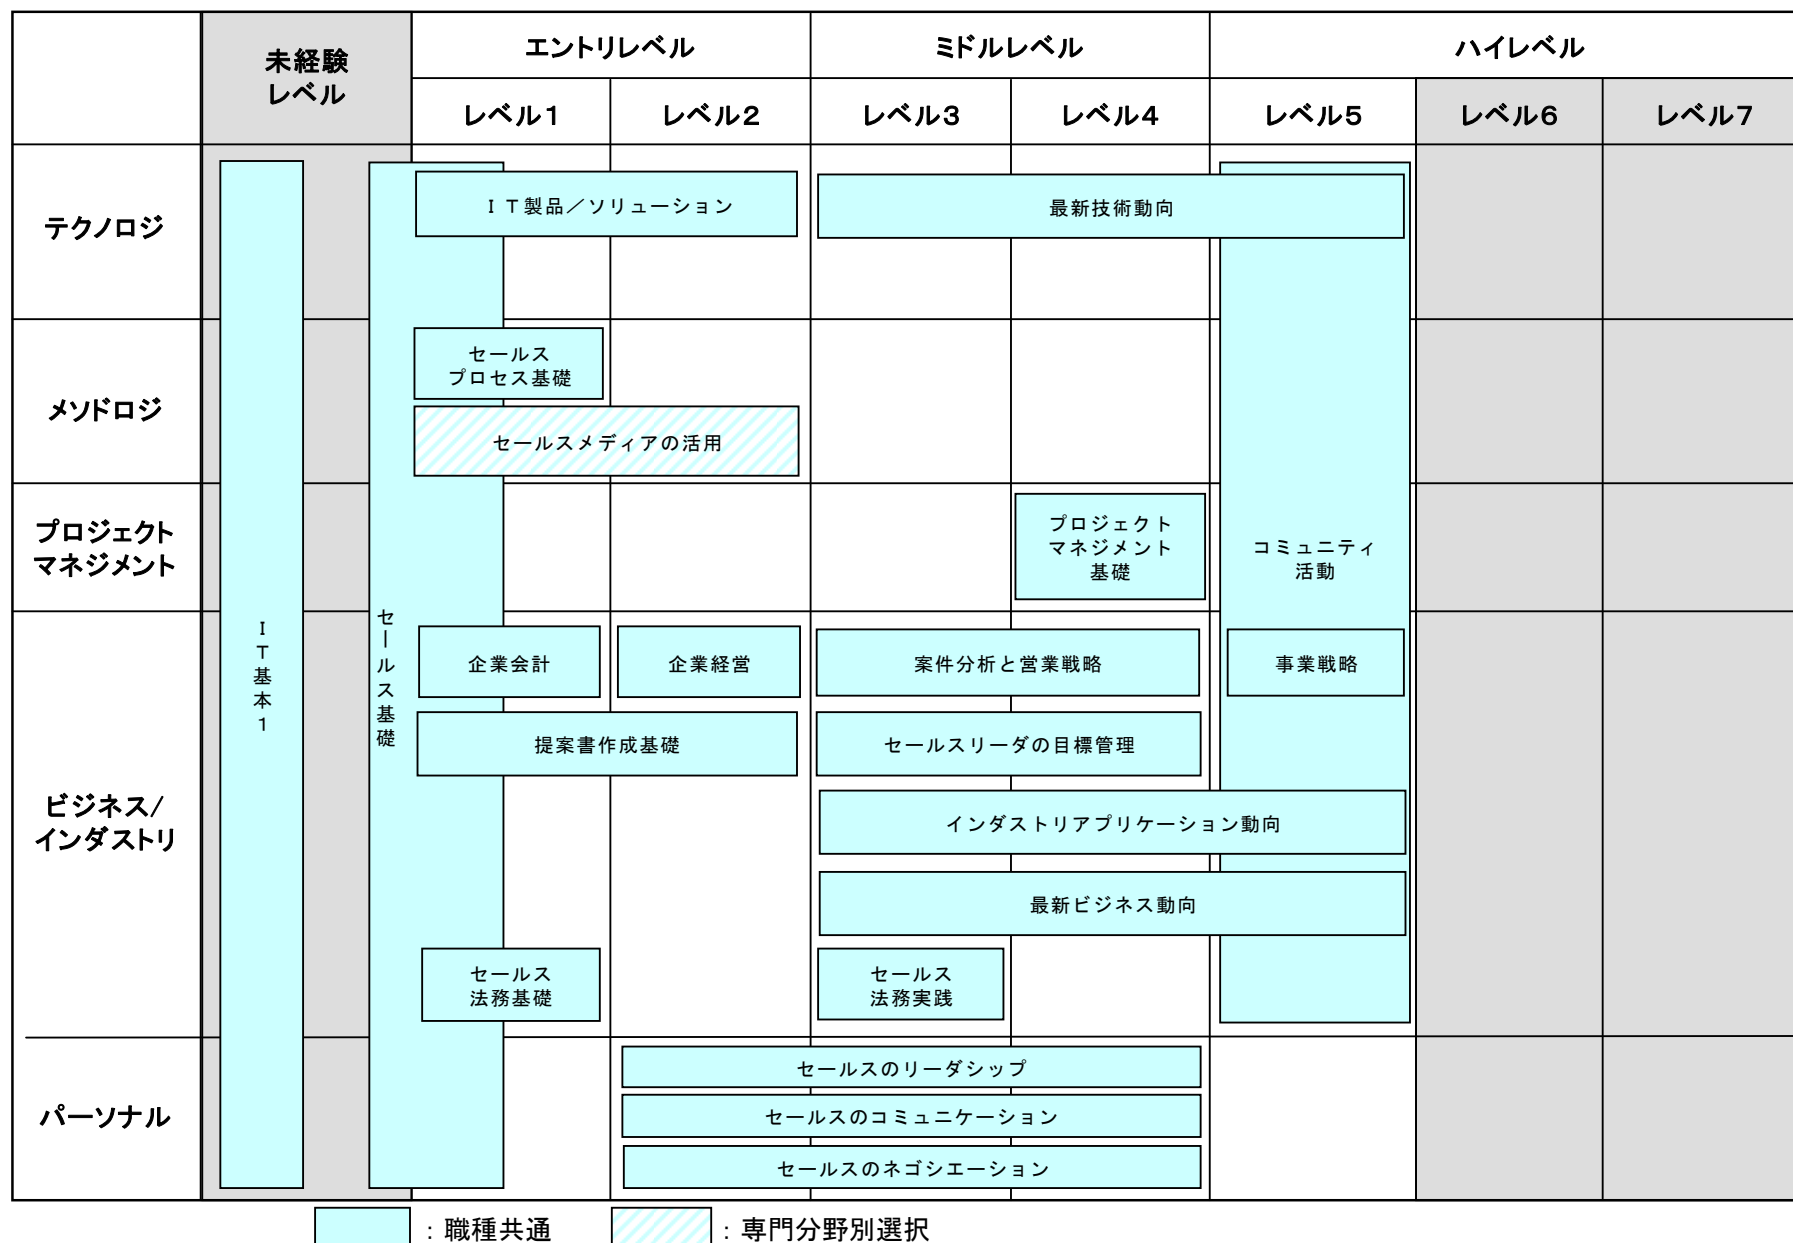 未経験
レベル
エントリレベル
ミドルレベル
ハイレベル
レベル1
レベル2
レベル3
レベル4
レベル5
レベル6
レベル7
テクノロジ
IT製品/ソリューション
最新技術動向
メソドロジ
セールス
プロセス基礎
セールスメディアの活用
プロジェクト
マネジメント
プロジェクト
マネジメント
基礎
コミュニティ
活動
IT基本1
セールス基礎
ビジネス/
インダストリ
企業会計
企業経営
案件分析と営業戦略
事業戦略
提案書作成基礎
セールスリーダの目標管理
インダストリアプリケーション動向
最新ビジネス動向
セールス
法務基礎
セールス
法務実践
パーソナル
セールスのリーダシップ
セールスのコミュニケーション
セールスのネゴシエーション
:職種共通
:専門分野別選択